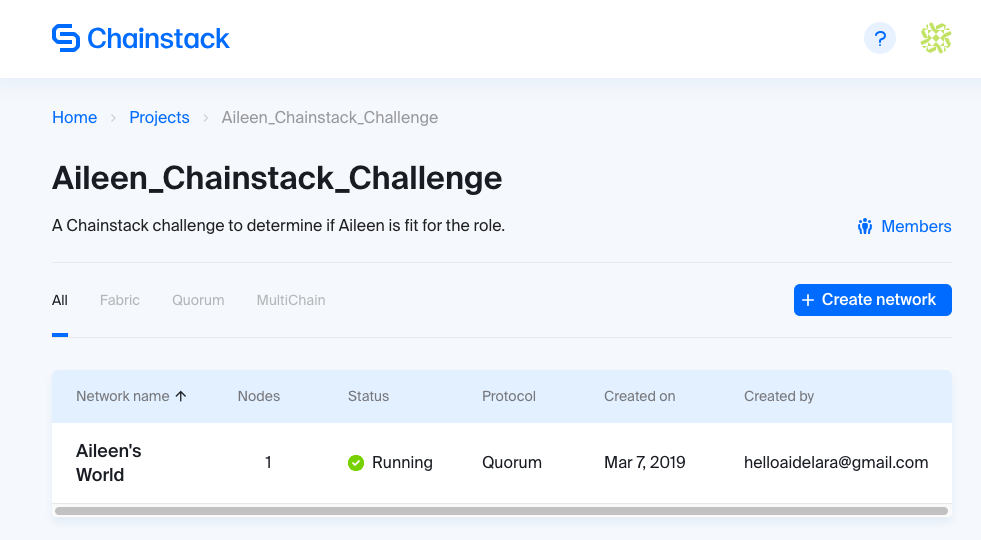 Chainstack
?
Home > Projects > Aileen_Chainstack_Challenge
Aileen_Chainstack_Challenge
A Chainstack challenge to determine if Aileen is fit for the role.
Members
All Fabric Quorum MultiChain
+ Create network
Network name ↑ Nodes Status Protocol Created on Created by
Aileen's
World
1 Running Quorum Mar 7, 2019 helloaidelara@gmail.com